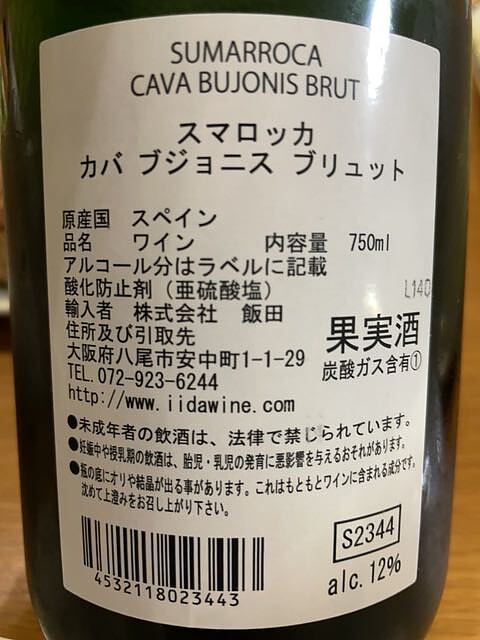 SUMARROCA
CAVA BUJONIS BRUT
スマロッカ
カバ ブジョニス ブリュット
原産国 スペイン
品名 ワイン 内容量 750ml
アルコール分はラベルに記載
酸化防止剤（亜硫酸塩）
L140
輸入者 株式会社 飯田
住所及び引取先
大阪府八尾市安中町1-1-29
TEL.072-923-6244
http://www.iidawine.com
果実酒
炭酸ガス含有①
●未成年者の飲酒は、法律で禁じられています。
●妊娠中や授乳期の飲酒は、胎児・乳児の発育に悪影響を与えるおそれがあります。
●瓶の底にオリや結晶が出る事があります。これはもともとワインに含まれる成分です。
沈めて上澄みをお召し上がり下さい。
4532118023443
S2344
alc.12%